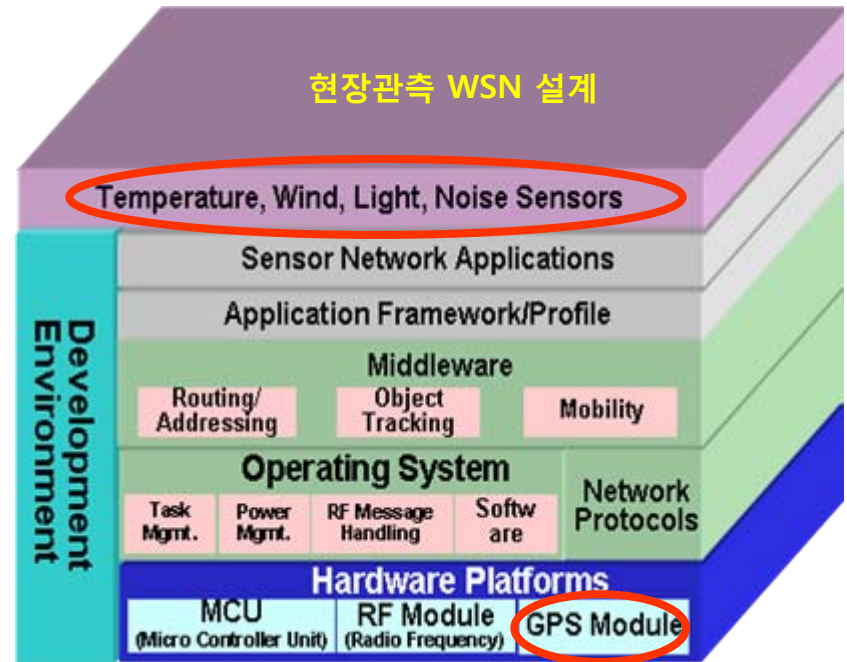 현장관측 WSN 설계
Temperature, Wind, Light, Noise Sensors
Development
Environment
Sensor Network Applications
Application Framework/Profile
Middleware
Routing/
Addressing
Object
Tracking
Mobility
Operating System
Task
Mgmt.
Power
Mgmt.
RF Message
Handling
Softw
are
Network
Protocols
Hardware Platforms
MCU
(Micro Controller Unit)
RF Module
(Radio Frequency)
GPS Module